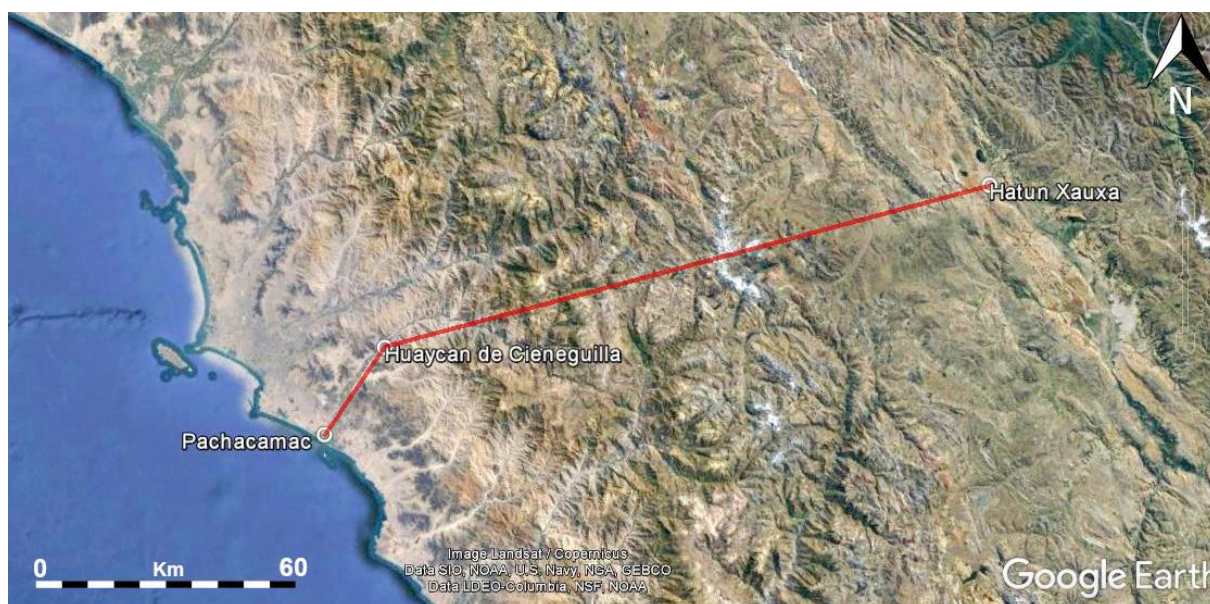 N
Hatun Xauxa
Huaycan de Cieneguilla
Pachacamac
0 Km 60
Image Landsat / Copernicus
Data SIO, NOAA, U.S. Navy, NGA, GEBCO
Data LDEO-Columbia, NSF, NOAA
Google Earth